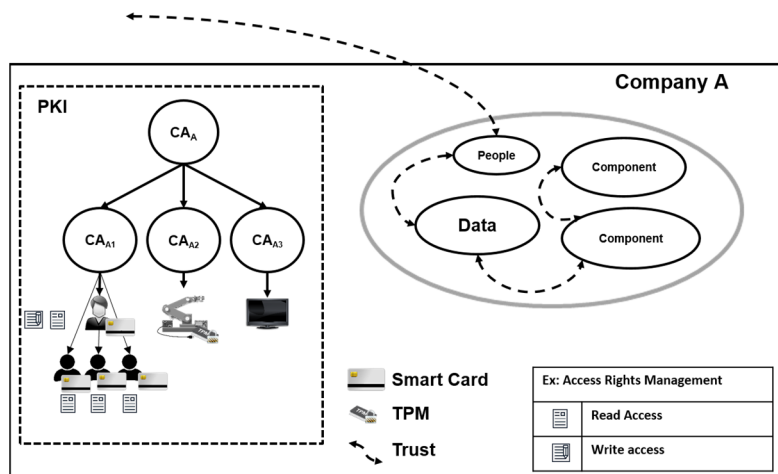 Company A
PKI
CAA
CAA1
CAA2
CAA3
TPM
People
Component
Data
Component
Smart Card
TPM
Trust
Ex: Access Rights Management
Read Access
Write access